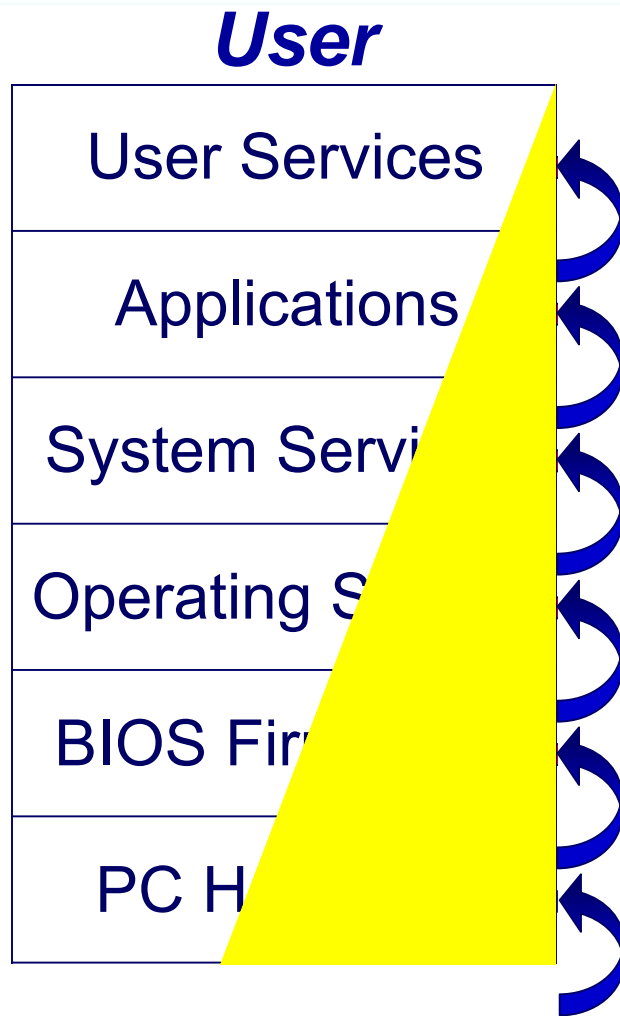 User
User Services
Applications
System Servi
Operating S
BIOS Fir
PC H